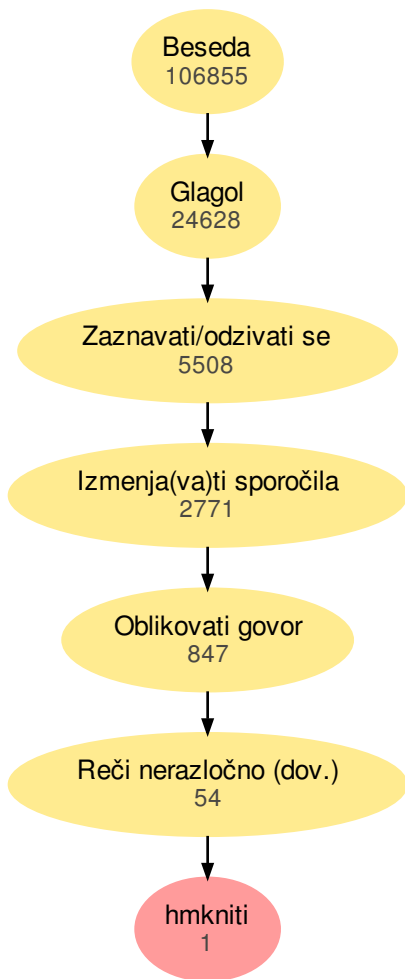 Beseda
106855
Glagol
24628
Zaznavati/odzivati se
5508
Izmenja(va)ti sporočila
2771
Oblikovati govor
847
Reči nerazločno (dov.)
54
hmkniti
1